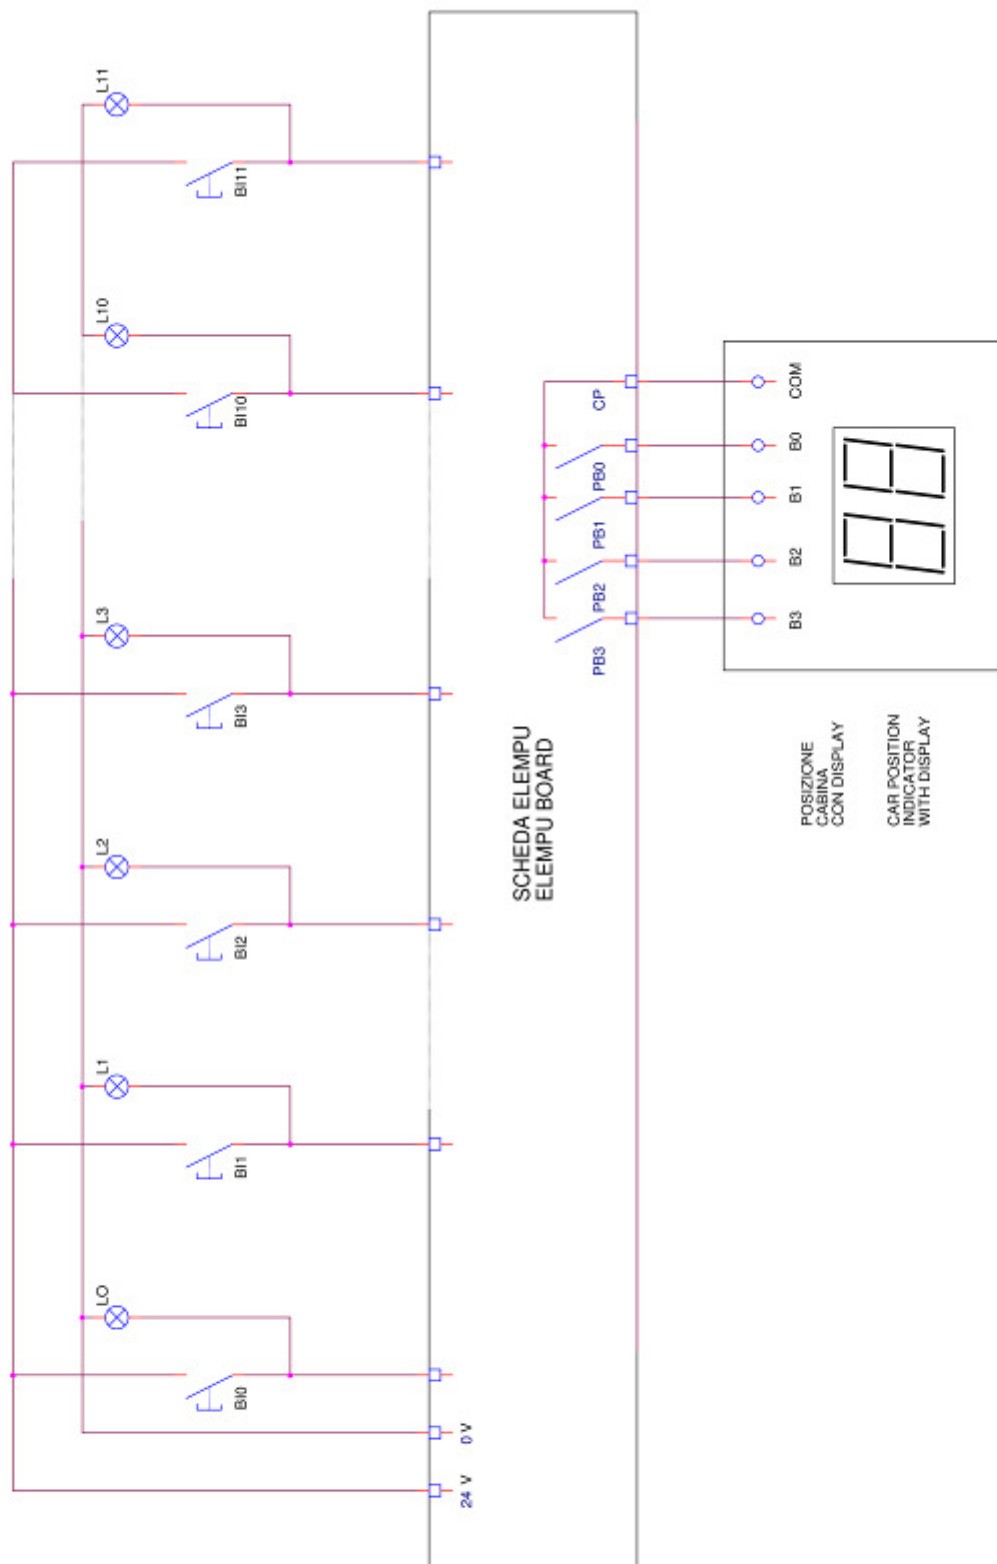 L0
L1
L2
L3
L10
L11
BI0
BI1
BI2
BI3
BI10
BI11
24 V
0 V
SCHEDA ELEMPU
ELEMPU BOARD
PB3
PB2
PB1
PB0
CP
B3
B2
B1
B0
COM
POSIZIONE
CABINA
CON DISPLAY
CAR POSITION
INDICATOR
WITH DISPLAY